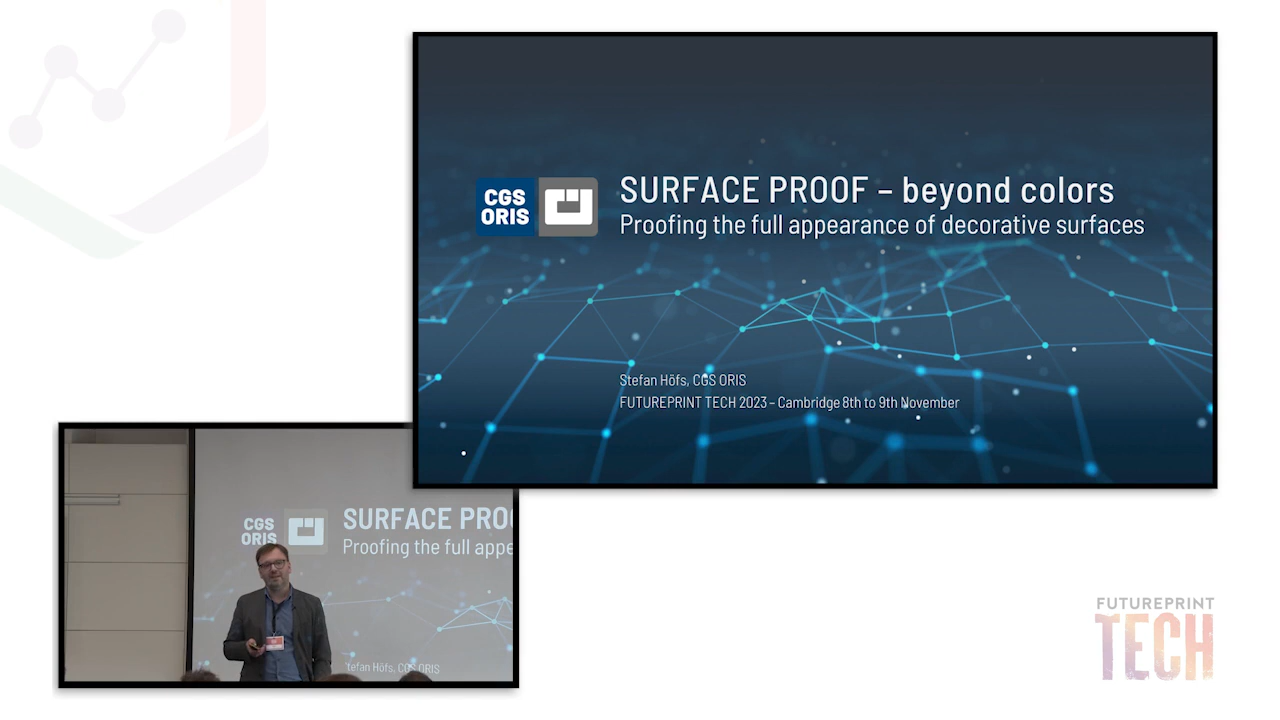 CGS
ORIS
SURFACE PROOF – beyond colors
Proofing the full appearance of decorative surfaces
Stefan Höfs, CGS ORIS
FUTUREPRINT TECH 2023 – Cambridge 8th to 9th November
CGS
ORIS
SURFACE PROO
Proofing the full appe
tefan Höfs, CGS ORIS
FUTUREPRINT
TECH